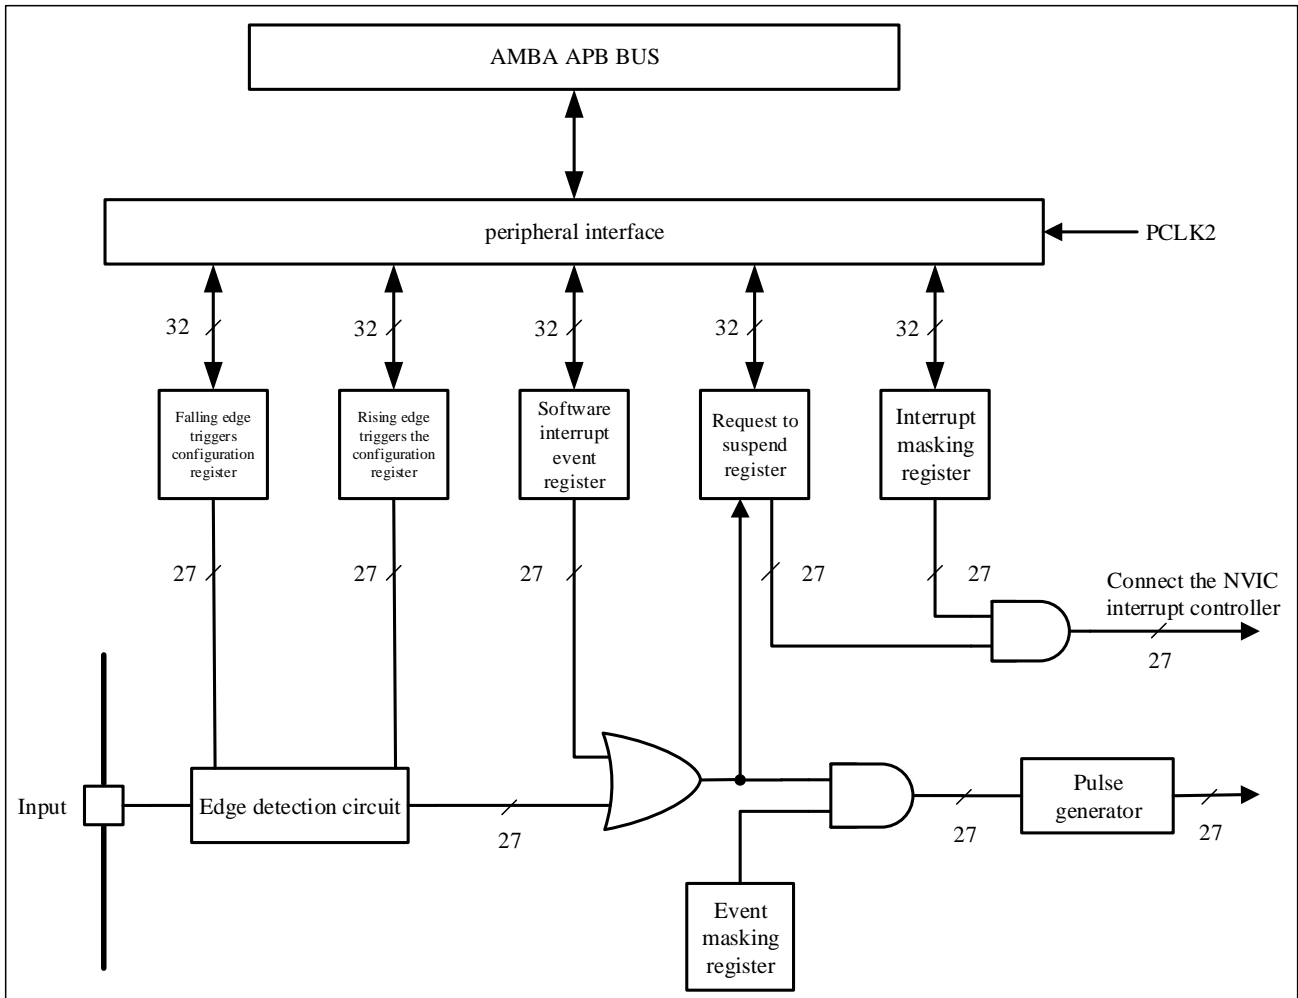 AMBA APB BUS
peripheral interface
PCLK2
32
32
32
32
32
Falling edge
triggers
configuration
register
Rising edge
triggers the
configuration
register
Software
interrupt
event
register
Request to
suspend
register
Interrupt
masking
register
27
27
27
27
27
Connect the NVIC
interrupt controller
27
Input
Edge detection circuit
27
27
Pulse
generator
27
Event
masking
register